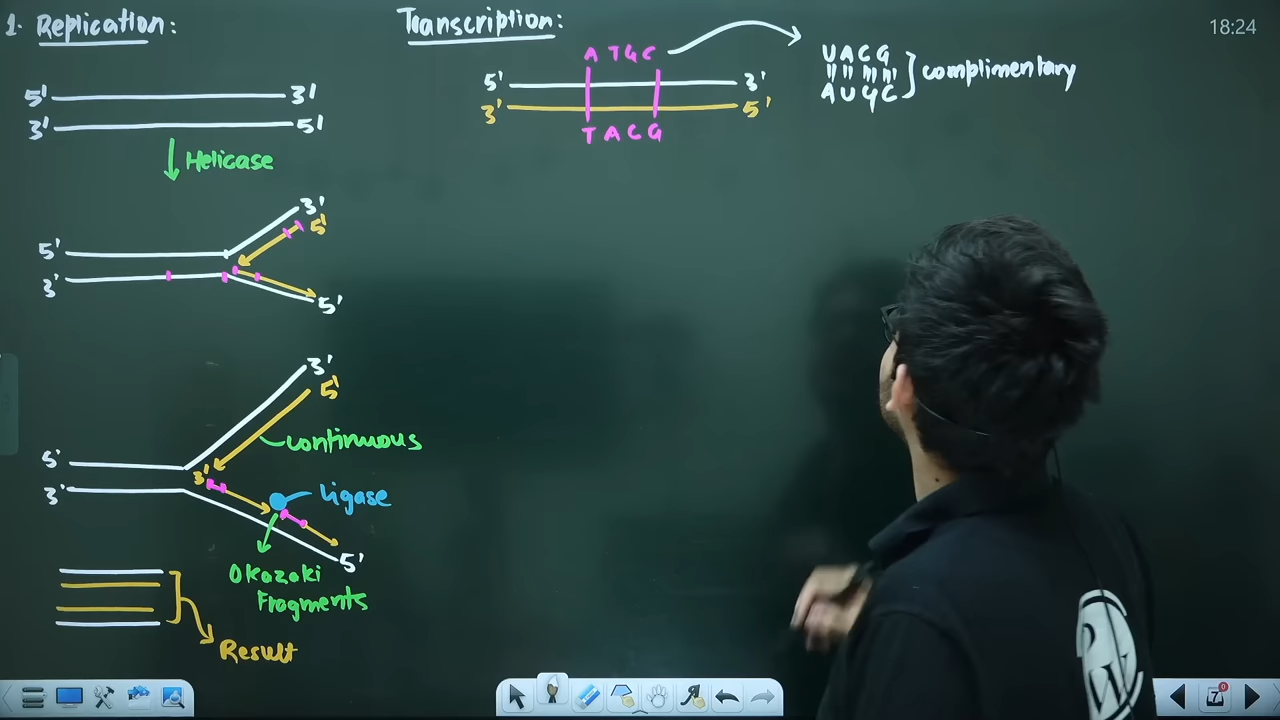 1. Replication:
5' 3'
3' 5'
Helicase
3'
5'
5'
3'
5'
3'
5'
continuous
5'
3'
3'
Ligase
5'
Okazaki
Fragments
Result
Transcription:
A T G C
5' 3'
3' 5'
T A C G
U A C G
A U G C
complimentary
18:24
7